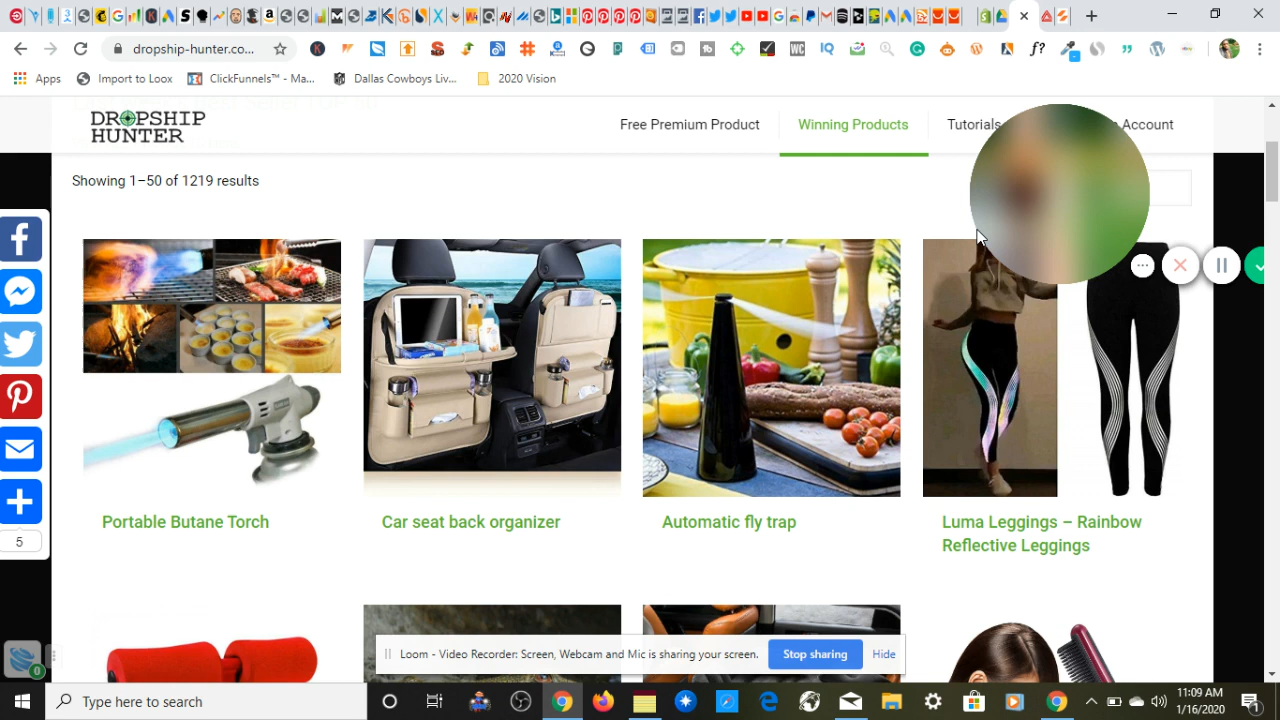 dropship-hunter.co...
Apps
Import to Loox
ClickFunnels™ - Ma...
Dallas Cowboys Liv...
2020 Vision
DROPSHIP
HUNTER
Free Premium Product
Winning Products
Tutorials
Account
Showing 1–50 of 1219 results
5
Portable Butane Torch
Car seat back organizer
Automatic fly trap
Luma Leggings – Rainbow
Reflective Leggings
Loom - Video Recorder: Screen, Webcam and Mic is sharing your screen.
Stop sharing
Hide
0
Type here to search
11:09 AM
1/16/2020
1